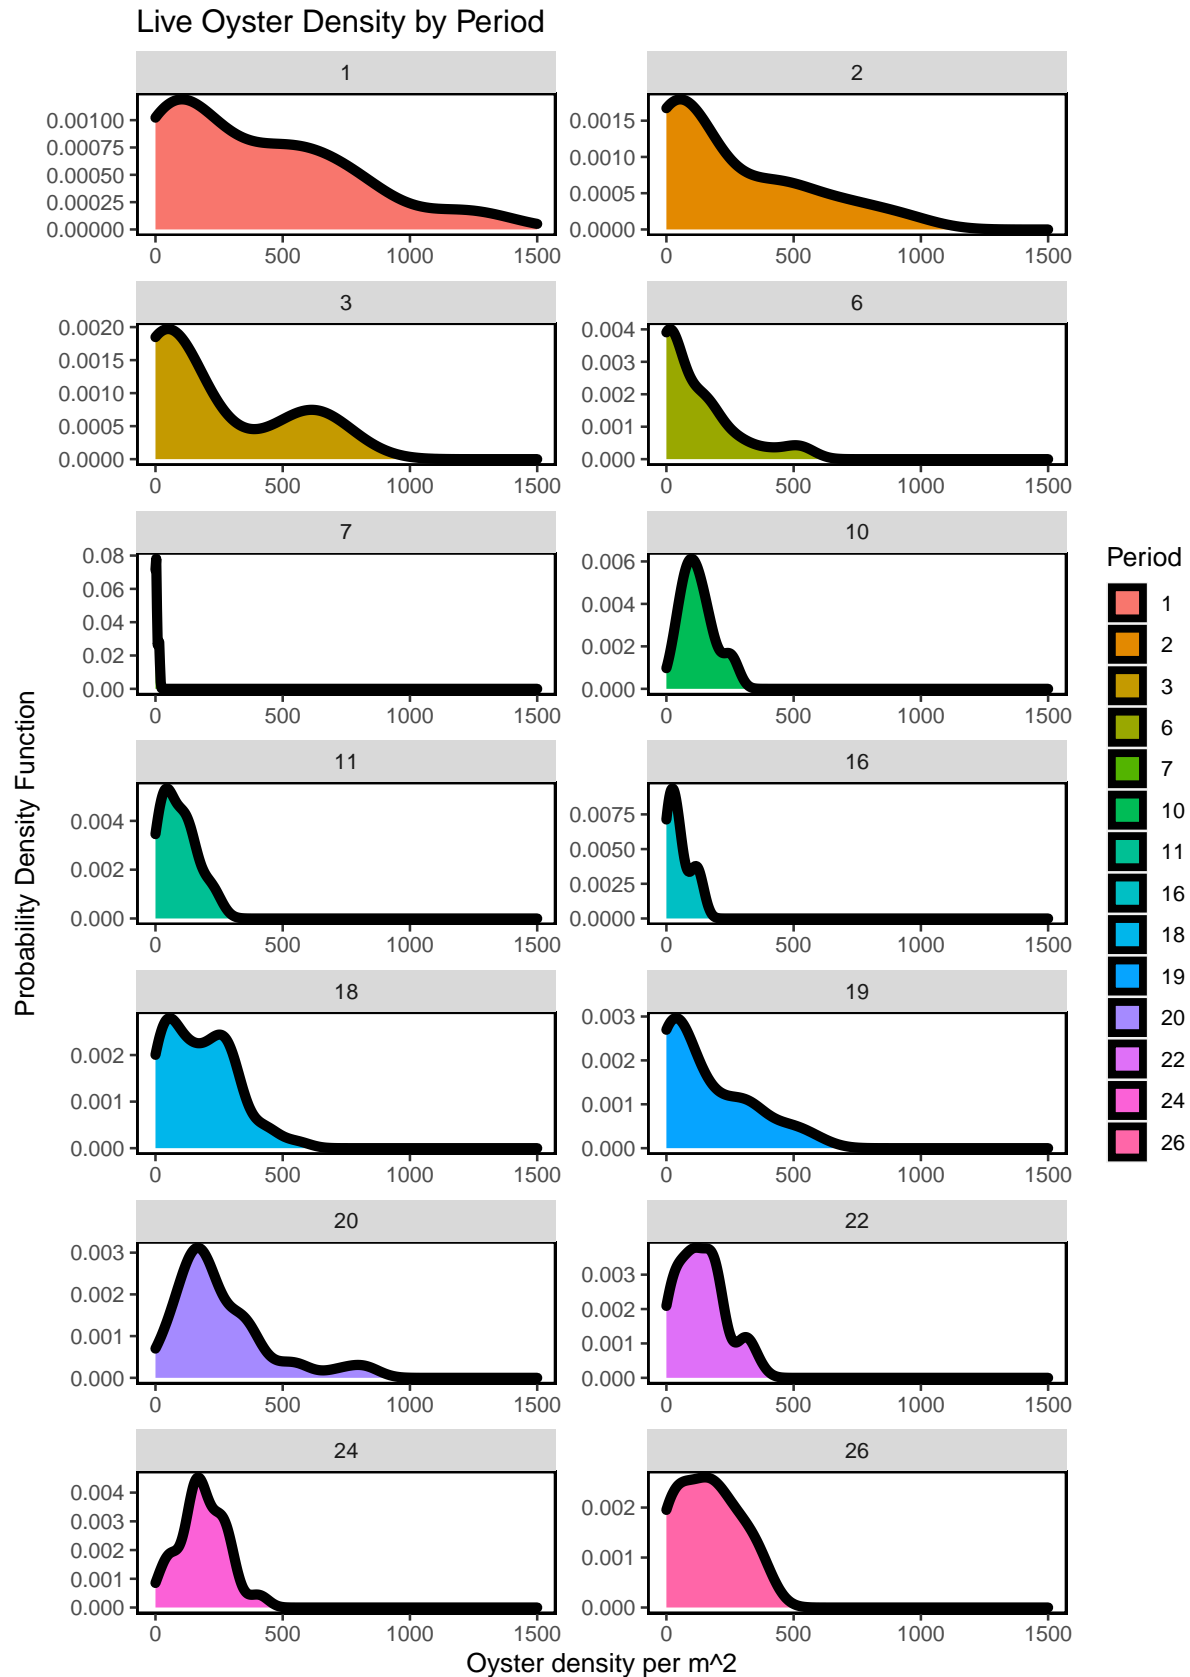 Live Oyster Density by Period
1 2
0.00100 0.00075 0.00050 0.00025 0.00000
0.0015 0.0010 0.0005 0.0000
0 500 1000 1500 0 500 1000 1500
3 6
0.0020 0.0015 0.0010 0.0005 0.0000
0.004 0.003 0.002 0.001 0.000
0 500 1000 1500 0 500 1000 1500
7 10
0.08 0.06 0.04 0.02 0.00
0.006 0.004 0.002 0.000
0 500 1000 1500 0 500 1000 1500
11 16
0.004 0.002 0.000
0.0075 0.0050 0.0025 0.0000
0 500 1000 1500 0 500 1000 1500
18 19
0.002 0.001 0.000
0.003 0.002 0.001 0.000
0 500 1000 1500 0 500 1000 1500
20 22
0.003 0.002 0.001 0.000
0.003 0.002 0.001 0.000
0 500 1000 1500 0 500 1000 1500
24 26
0.004 0.003 0.002 0.001 0.000
0.002 0.001 0.000
0 500 1000 1500 0 500 1000 1500
Oyster density per m^2
Probability Density Function
Period
1
2
3
6
7
10
11
16
18
19
20
22
24
26